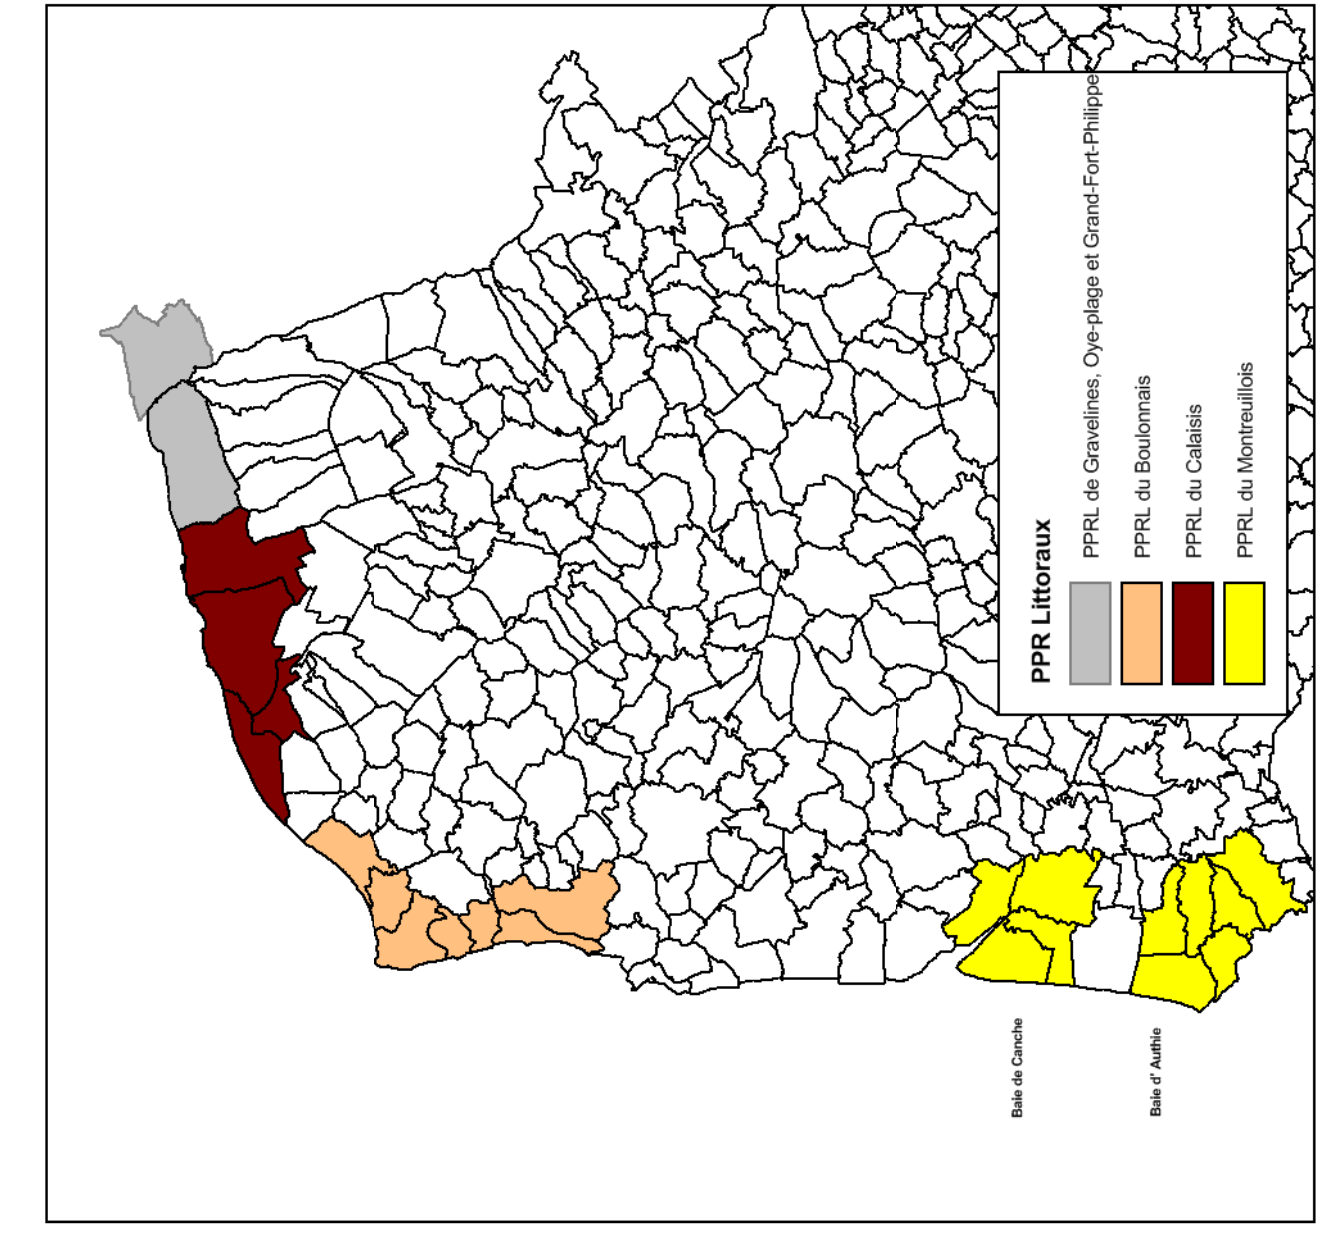 PPR Littoraux
PPRL de Gravelines, Oye-plage et Grand-Fort-Philippe
PPRL du Boulonnais
PPRL du Calaisis
PPRL du Montreuillois
Baie de Canche
Baie d' Authie